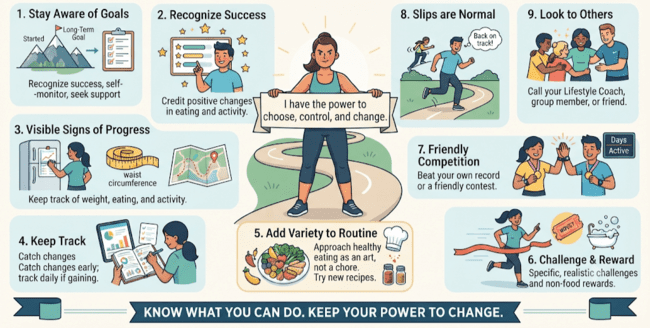 1. Stay Aware of Goals
Started
Long-Term
Goal
Recognize success, self-
monitor, seek support
2. Recognize Success
Credit positive changes
in eating and activity.
3. Visible Signs of Progress
waist
circumference
Keep track of weight, eating, and activity.
4. Keep Track
Catch changes
Catch changes early;
track daily if gaining.
I have the power to
choose, control, and change.
5. Add Variety to Routine
Approach healthy
eating as an art,
not a chore.
Try new recipes.
8. Slips are Normal
Back on
track!
9. Look to Others
Call your Lifestyle Coach,
group member, or friend.
7. Friendly
Competition
Beat your own record
or a friendly contest.
Days
Active
6. Challenge & Reward
Specific, realistic challenges
and non-food rewards.
KNOW WHAT YOU CAN DO. KEEP YOUR POWER TO CHANGE.